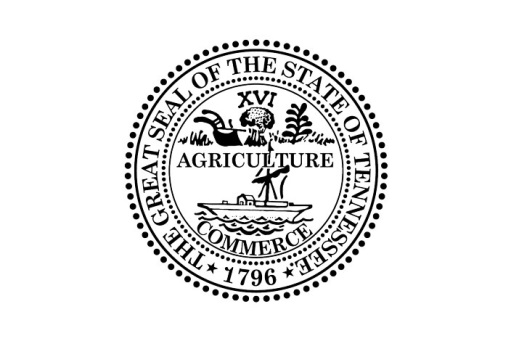 THE GREAT SEAL OF THE STATE OF TENNESSEE.
XVI
AGRICULTURE
COMMERCE
★ 1796 ★